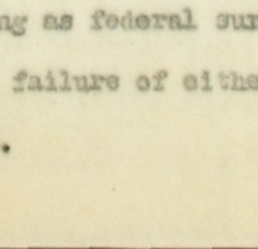 ng as federal sur
failure of eithe
.